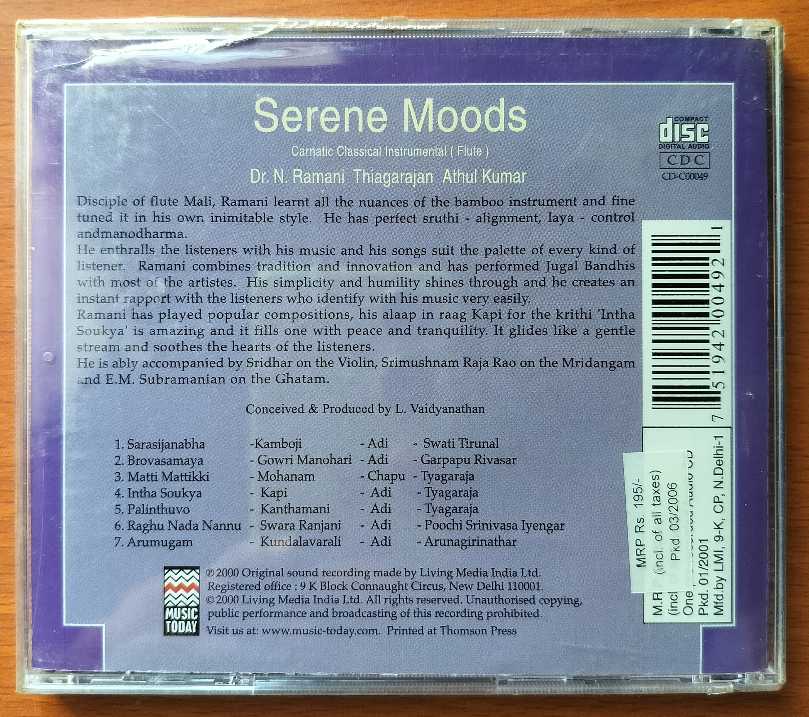 Serene Moods
Carnatic Classical Instrumental ( Flute )
Dr. N. Ramani Thiagarajan Athul Kumar
COMPACT
disc
DIGITAL AUDIO
CDC
CD-C00049
Disciple of flute Mali, Ramani learnt all the nuances of the bamboo instrument and fine
tuned it in his own inimitable style. He has perfect sruthi - alignment, laya - control
andmanodharma.
He enthralls the listeners with his music and his songs suit the palette of every kind of
listener. Ramani combines tradition and innovation and has performed Jugal Bandhis
with most of the artistes. His simplicity and humility shines through and he creates an
instant rapport with the listeners who identify with his music very easily.
Ramani has played popular compositions, his alaap in raag Kapi for the krithi 'Intha
Soukya' is amazing and it fills one with peace and tranquility. It glides like a gentle
stream and soothes the hearts of the listeners.
He is ably accompanied by Sridhar on the Violin, Srimushnam Raja Rao on the Mridangam
and E.M. Subramanian on the Ghatam.
Conceived & Produced by L. Vaidyanathan
1. Sarasijanabha -Kamboji - Adi - Swati Tirunal
2. Brovasamaya - Gowri Manohari - Adi - Garpapu Rivasar
3. Matti Mattikki - Mohanam - Chapu - Tyagaraja
4. Intha Soukya - Kapi - Adi - Tyagaraja
5. Palinthuvo - Kanthamani - Adi - Tyagaraja
6. Raghu Nada Nannu - Swara Ranjani - Adi - Poochi Srinivasa Iyengar
7. Arumugam - Kundalavarali - Adi - Arunagirinathar
MUSIC
TODAY
℗ 2000 Original sound recording made by Living Media India Ltd.
Registered office : 9 K Block Connaught Circus, New Delhi 110001.
© 2000 Living Media India Ltd. All rights reserved. Unauthorised copying,
public performance and broadcasting of this recording prohibited.
Visit us at: www.music-today.com. Printed at Thomson Press
7 51942 00492 1
MRP Rs. 195/-
(incl. of all taxes)
Pkd 03/2006
M.R
(incl
One Audio CD
Pkd. 01/2001
Mfd by LMI, 9-K, CP, N.Delhi-1